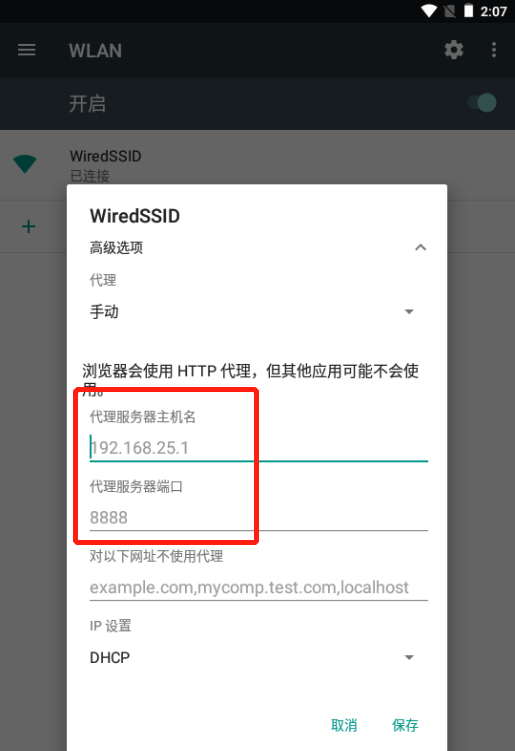 2:07
WLAN
开启
WiredSSID
已连接
WiredSSID
高级选项
代理
手动
浏览器会使用 HTTP 代理，但其他应用可能不会使
用。
代理服务器主机名
192.168.25.1
代理服务器端口
8888
对以下网址不使用代理
example.com,mycomp.test.com,localhost
IP 设置
DHCP
取消 保存